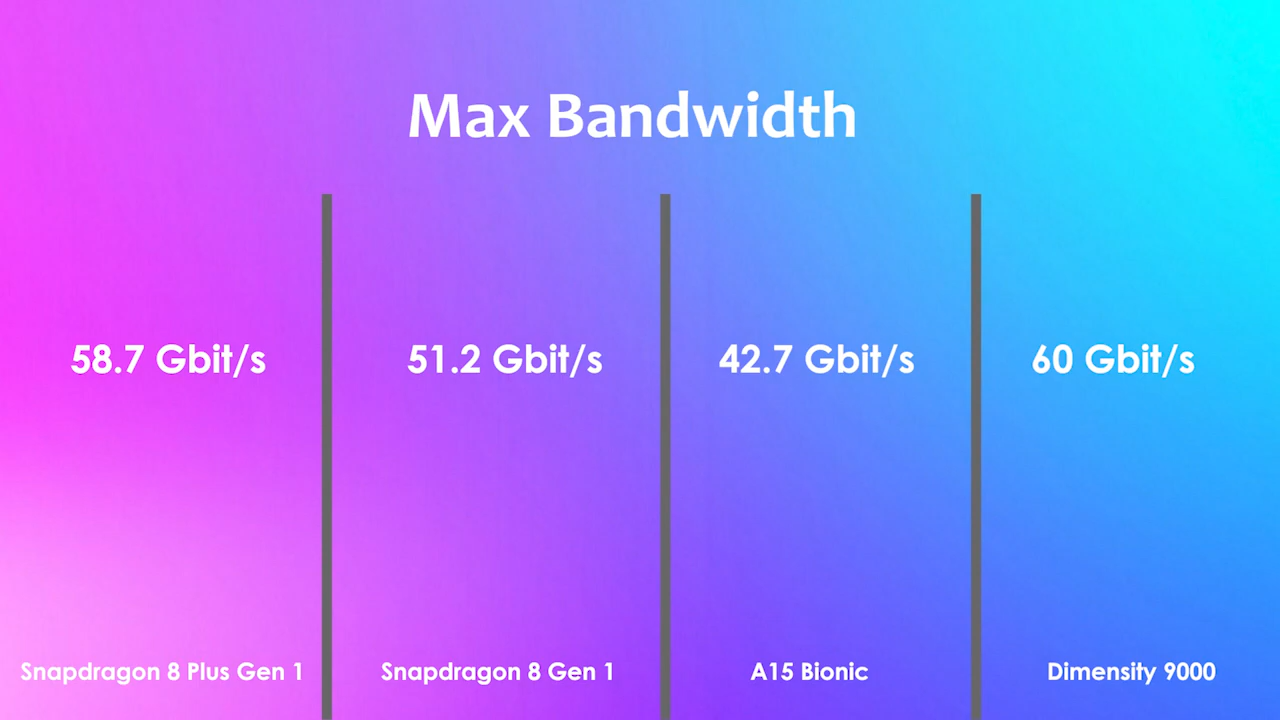 Max Bandwidth
58.7 Gbit/s
51.2 Gbit/s
42.7 Gbit/s
60 Gbit/s
Snapdragon 8 Plus Gen 1
Snapdragon 8 Gen 1
A15 Bionic
Dimensity 9000